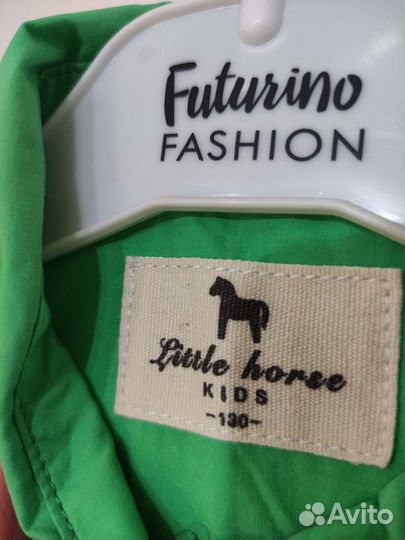 Futurino
FASHION
Little horse
KIDS
-130-
Avito